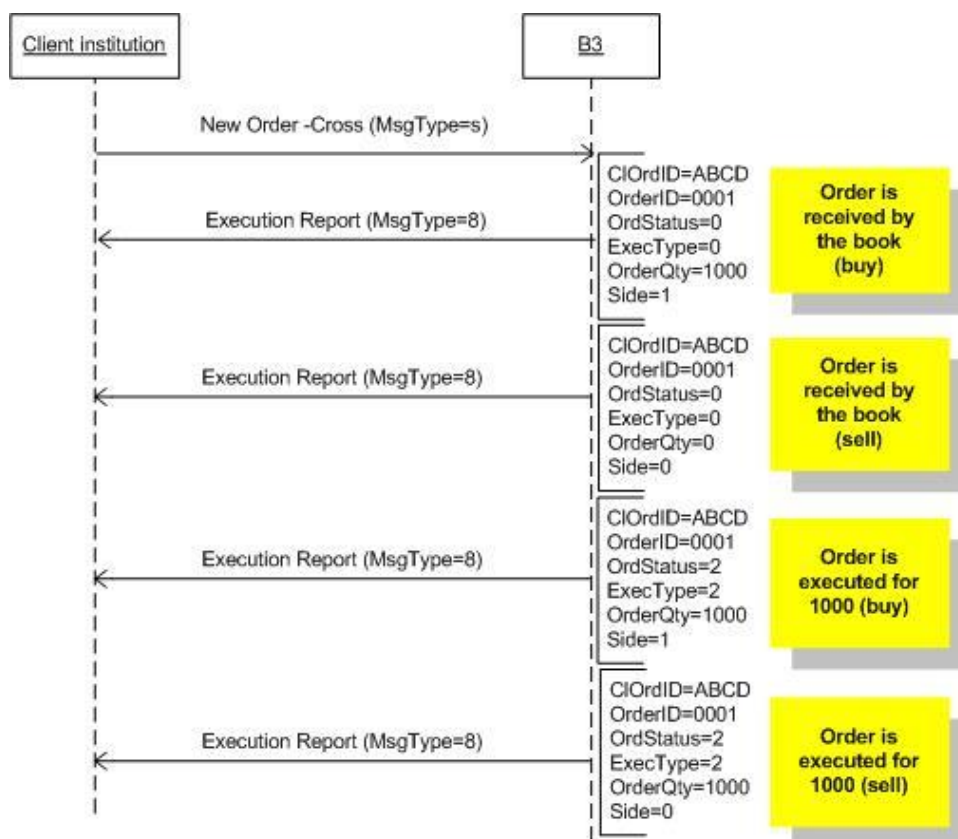 Client institution
B3
New Order -Cross (MsgType=s)
ClOrdID=ABCD
OrderID=0001
OrdStatus=0
ExecType=0
OrderQty=1000
Side=1
Order is
received by
the book
(buy)
Execution Report (MsgType=8)
ClOrdID=ABCD
OrderID=0001
OrdStatus=0
ExecType=0
OrderQty=0
Side=0
Order is
received by
the book
(sell)
Execution Report (MsgType=8)
ClOrdID=ABCD
OrderID=0001
OrdStatus=2
ExecType=2
OrderQty=1000
Side=1
Order is
executed for
1000 (buy)
Execution Report (MsgType=8)
ClOrdID=ABCD
OrderID=0001
OrdStatus=2
ExecType=2
OrderQty=1000
Side=0
Order is
executed for
1000 (sell)
Execution Report (MsgType=8)